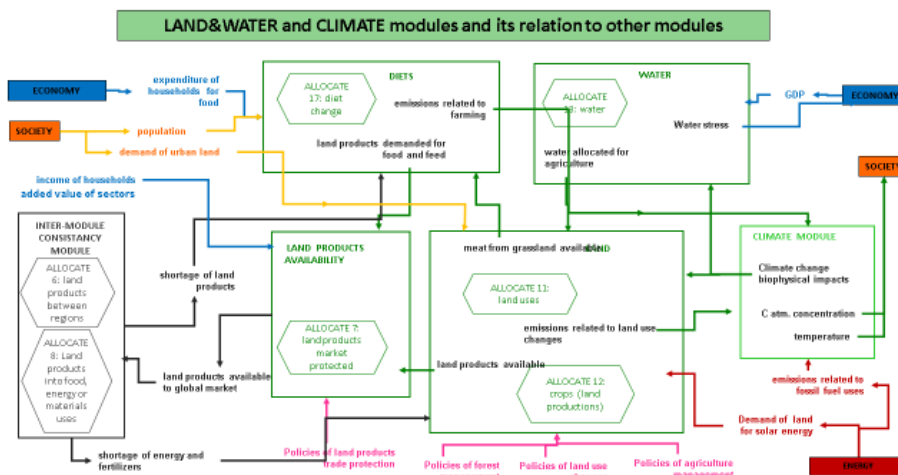 LAND&WATER and CLIMATE modules and its relation to other modules
ECONOMY
expenditure of
households for
food
SOCIETY
population
demand of urban land
income of households
added value of sectors
DIETS
ALLOCATE
17: diet
change
emissions related to
farming
land products demanded for
food and feed
WATER
ALLOCATE
: water
Water stress
water allocated for
agriculture
GDP
ECONOMY
SOCIETY
INTER-MODULE
CONSISTANCY
MODULE
ALLOCATE
6: land
products
between
regions
ALLOCATE
8: Land
products
into food,
energy or
materials
uses
shortage of land
products
land products available
to global market
shortage of energy and
fertilizers
LAND PRODUCTS
AVAILABILITY
ALLOCATE 7:
land products
market
protected
meat from grassland available
ALLOCATE 11:
land uses
emissions related to land use
changes
land products available
ALLOCATE 12:
crops (land
productions)
CLIMATE MODULE
Climate change
biophysical impacts
C atm. concentration
temperature
emissions related to
fossil fuel uses
Demand of land
for solar energy
ENERGY
Policies of land products
trade protection
Policies of forest
Policies of land use
Policies of agriculture